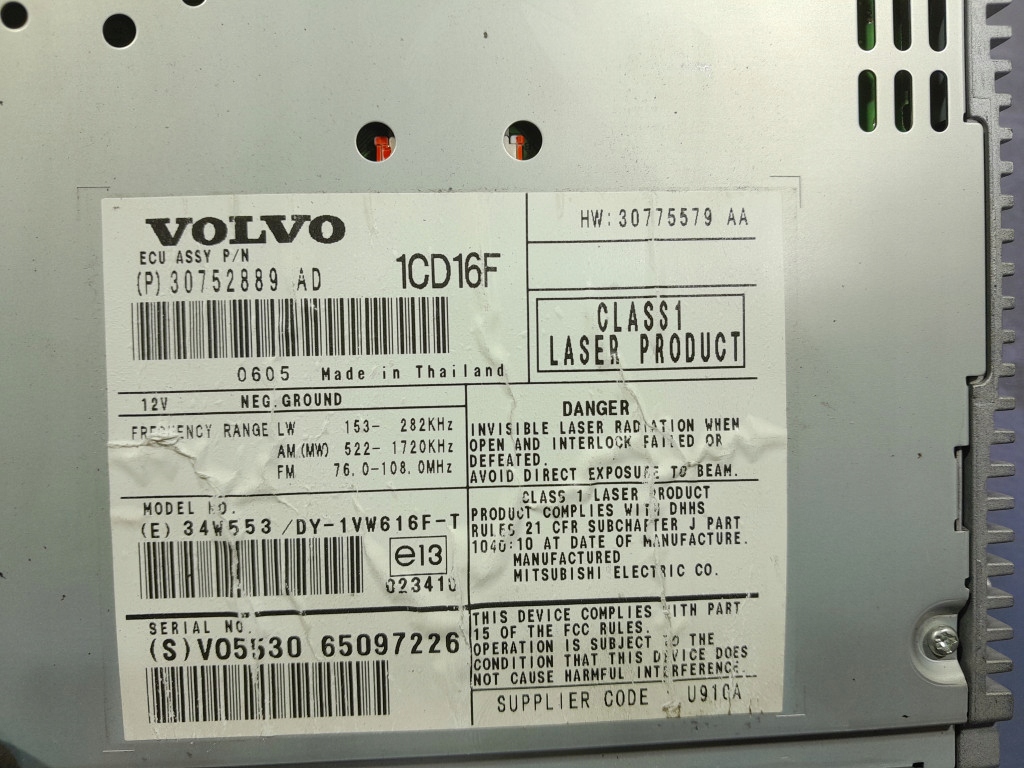 VOLVO
ECU ASSY P/N
(P) 30752889 AD
1CD16F
0605 Made in Thailand
HW: 30775579 AA
CLASS1
LASER PRODUCT
12V NEG. GROUND
FREQUENCY RANGE LW 153- 282KHz
AM (MW) 522- 1720KHz
FM 76.0-108.0MHz
DANGER
INVISIBLE LASER RADIATION WHEN
OPEN AND INTERLOCK FAILED OR
DEFEATED.
AVOID DIRECT EXPOSURE TO BEAM.
MODEL NO.
(E) 34W553 /DY-1VW616F-T
e13
CLASS 1 LASER PRODUCT
PRODUCT COMPLIES WITH DHHS
RULES 21 CFR SUBCHAFTER J PART
1040:10 AT DATE OF MANUFACTURE.
MANUFACTURED
MITSUBISHI ELECTRIC CO.
SERIAL NO.
(S) VO5530 65097226
THIS DEVICE COMPLIES WITH PART
15 OF THE FCC RULES.
OPERATION IS SUBJECT TO THE
CONDITION THAT THIS DEVICE DOES
NOT CAUSE HARMFUL INTERFERENCE.
SUPPLIER CODE U910A